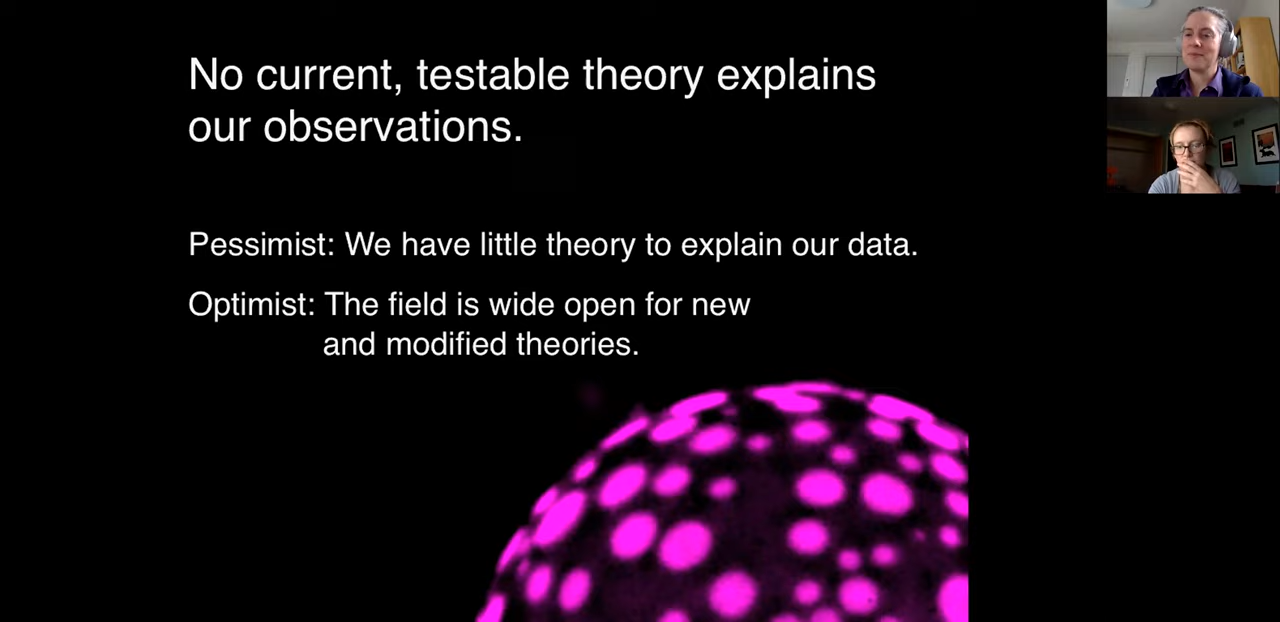 No current, testable theory explains
our observations.
Pessimist: We have little theory to explain our data.
Optimist: The field is wide open for new
and modified theories.